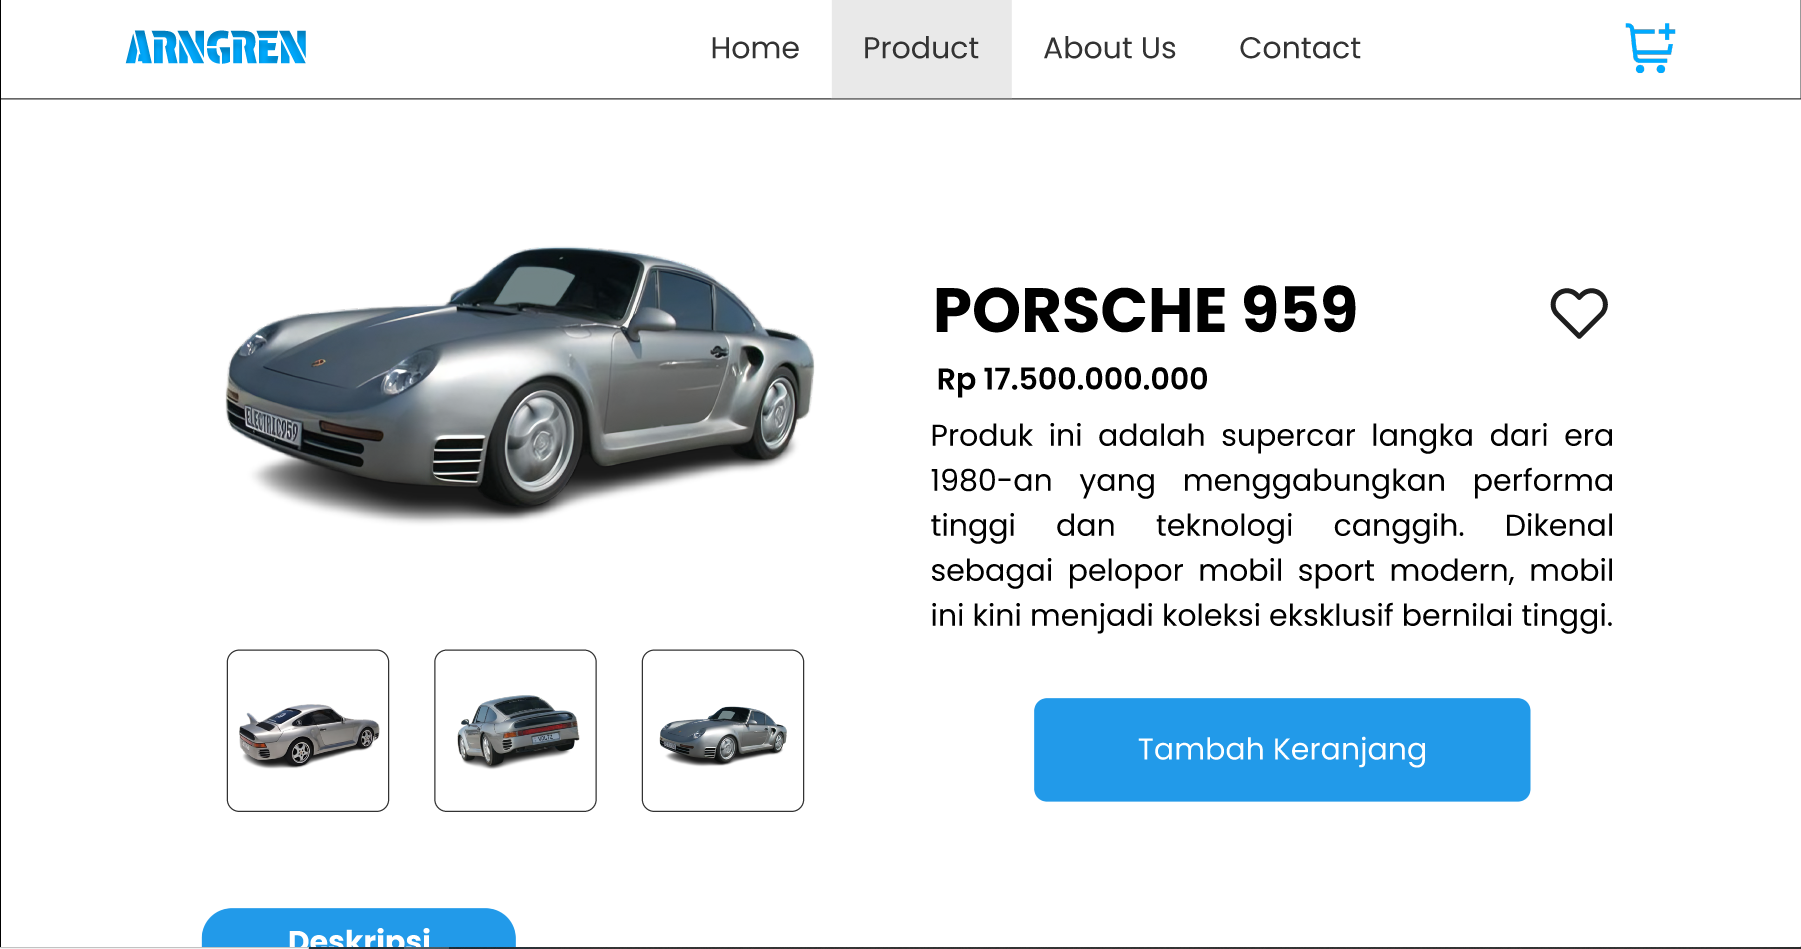 ARNGREN
Home
Product
About Us
Contact
PORSCHE 959
Rp 17.500.000.000
Produk ini adalah supercar langka dari era
1980-an yang menggabungkan performa
tinggi dan teknologi canggih. Dikenal
sebagai pelopor mobil sport modern, mobil
ini kini menjadi koleksi eksklusif bernilai tinggi.
ELECTRIC959
Tambah Keranjang
Deskripsi